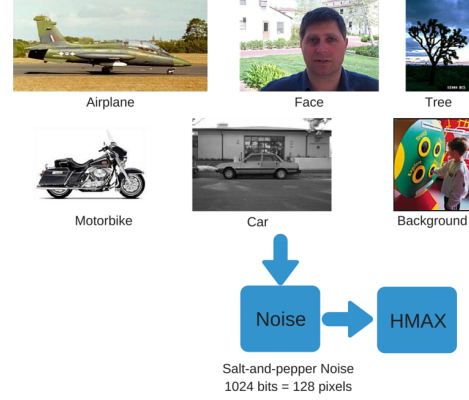 Airplane
Face
Tree
Motorbike
Car
Background
Noise
HMAX
Salt-and-pepper Noise
1024 bits = 128 pixels